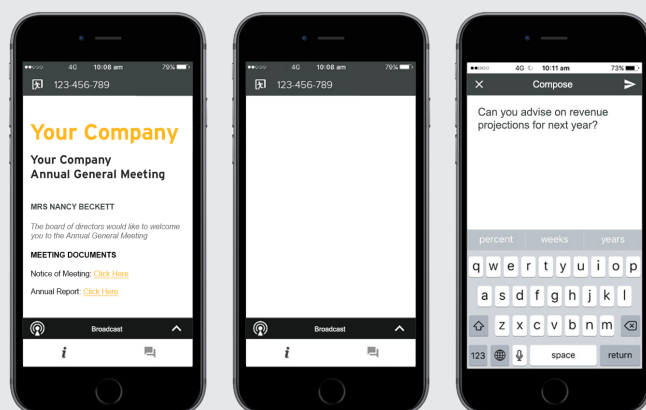 4G 10:08 am 79%
123-456-789
Your Company
Your Company
Annual General Meeting
MRS NANCY BECKETT
The board of directors would like to welcome
you to the Annual General Meeting
MEETING DOCUMENTS
Notice of Meeting: Click Here
Annual Report: Click Here
Broadcast
i
4G 10:08 am 79%
123-456-789
Broadcast
i
4G 10:11 am 73%
Compose
Can you advise on revenue
projections for next year?
percent weeks years
q w e r t y u i o p
a s d f g h j k l
z x c v b n m
123 space return